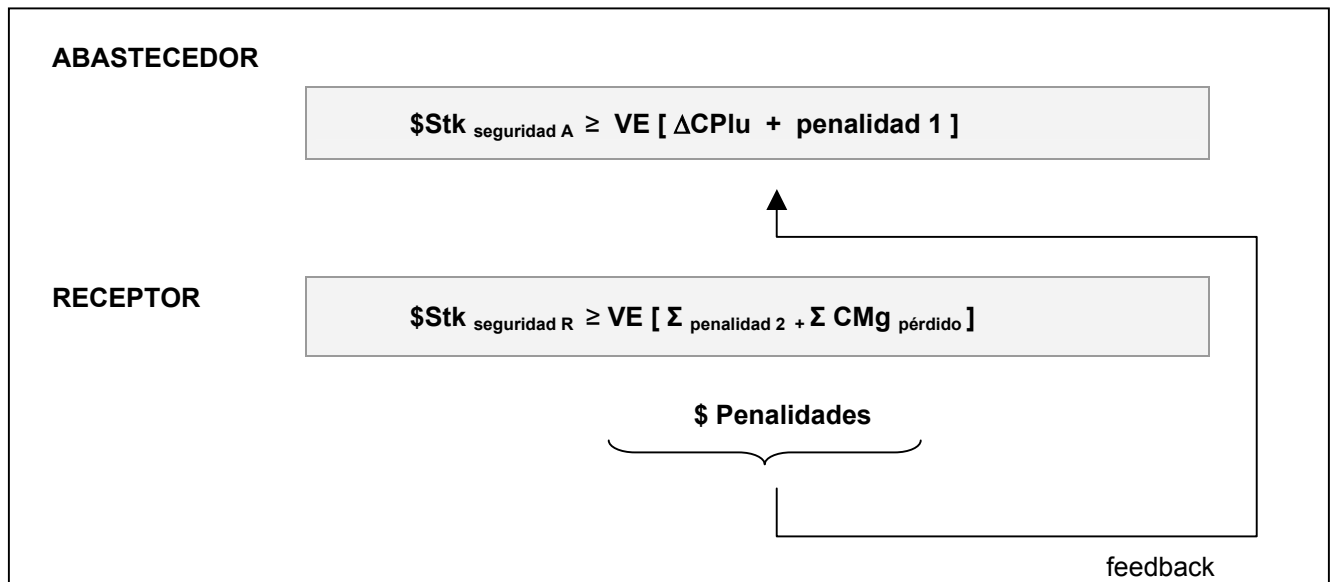 ABASTECEDOR
$Stk seguridad A ≥ VE [ ΔCPlu + penalidad 1 ]
RECEPTOR
$Stk seguridad R ≥ VE [ Σ penalidad 2 + Σ CMg pérdido ]
$ Penalidades
feedback